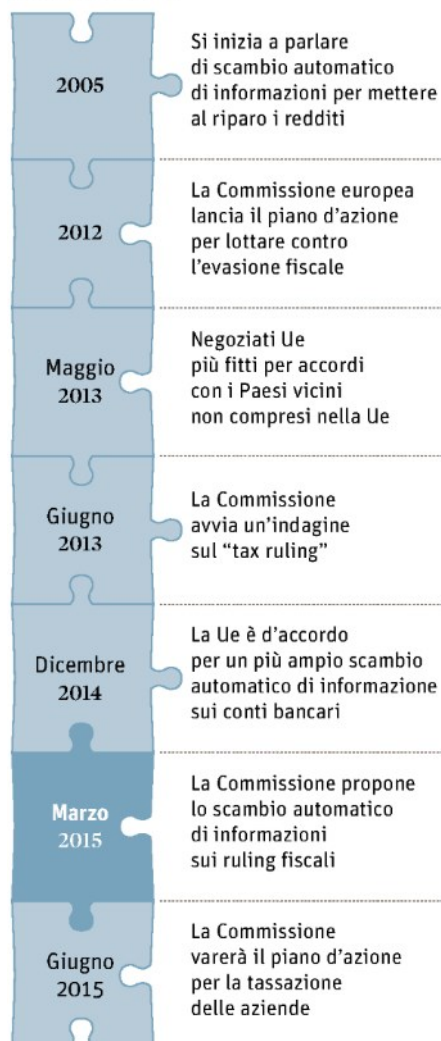 2005
Si inizia a parlare
di scambio automatico
di informazioni per mettere
al riparo i redditi
2012
La Commissione europea
lancia il piano d'azione
per lottare contro
l'evasione fiscale
Maggio
2013
Negoziati Ue
più fitti per accordi
con i Paesi vicini
non compresi nella Ue
Giugno
2013
La Commissione
avvia un'indagine
sul “tax ruling”
Dicembre
2014
La Ue è d'accordo
per un più ampio scambio
automatico di informazione
sui conti bancari
Marzo
2015
La Commissione propone
lo scambio automatico
di informazioni
sui ruling fiscali
Giugno
2015
La Commissione
varerà il piano d'azione
per la tassazione
delle aziende